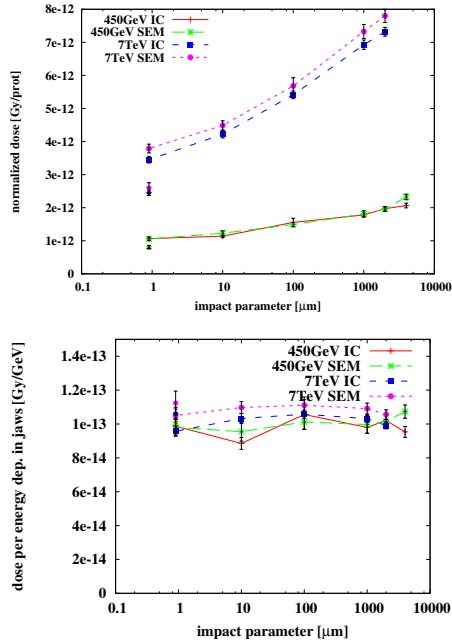 8e-12
7e-12
6e-12
5e-12
4e-12
3e-12
2e-12
1e-12
0
normalized dose [Gy/prot]
450GeV IC
450GeV SEM
7TeV IC
7TeV SEM
0.1 1 10 100 1000 10000
impact parameter [μm]
1.4e-13
1.2e-13
1e-13
8e-14
6e-14
4e-14
2e-14
0
dose per energy dep. in jaws [Gy/GeV]
450GeV IC
450GeV SEM
7TeV IC
7TeV SEM
0.1 1 10 100 1000 10000
impact parameter [μm]